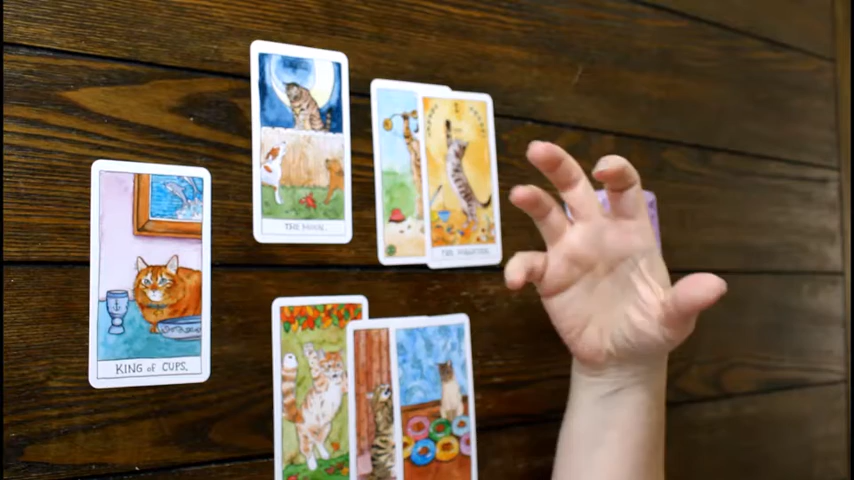 THE MOON.
KING OF CUPS.
THE MAGICIAN.